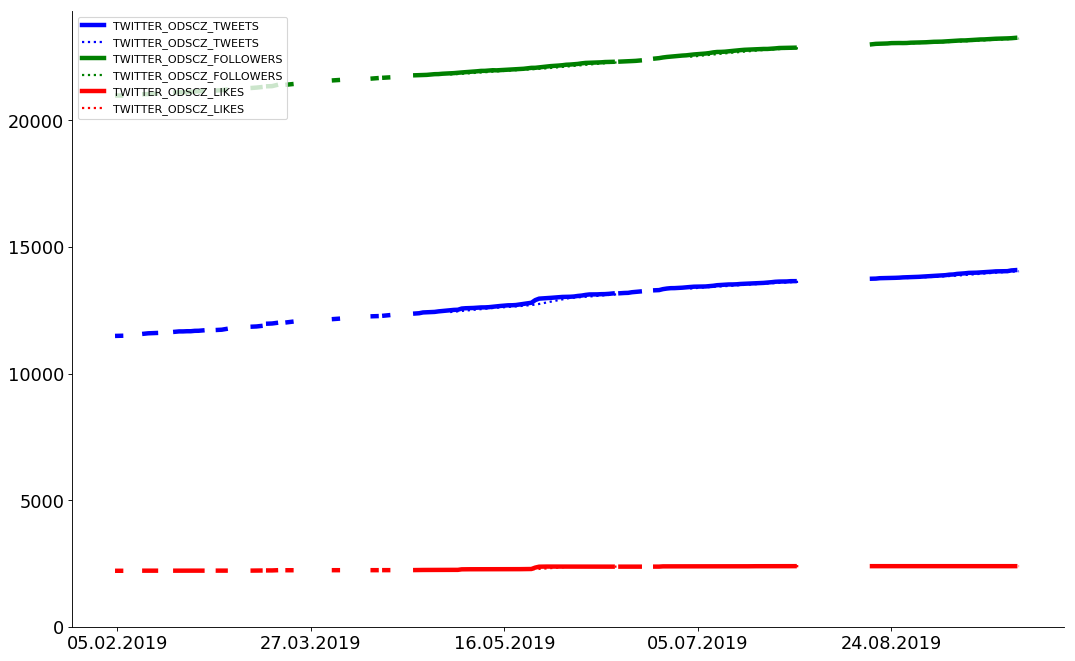 TWITTER_ODSCZ_TWEETS
TWITTER_ODSCZ_TWEETS
TWITTER_ODSCZ_FOLLOWERS
TWITTER_ODSCZ_FOLLOWERS
TWITTER_ODSCZ_LIKES
TWITTER_ODSCZ_LIKES
20000
15000
10000
5000
0
05.02.2019 27.03.2019 16.05.2019 05.07.2019 24.08.2019